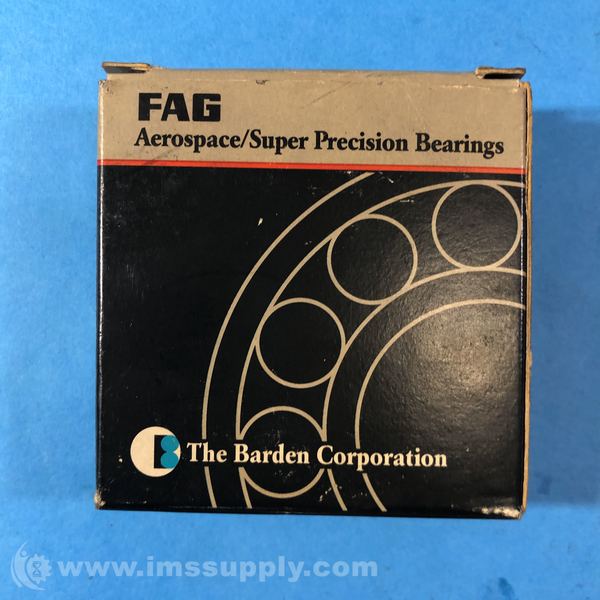 FAG
Aerospace/Super Precision Bearings
The Barden Corporation
www.imssupply.com